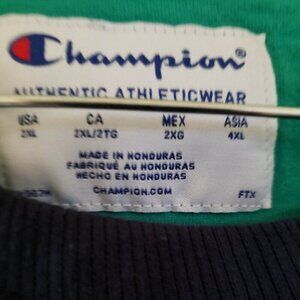 Champion®
AUTHENTIC ATHLETICWEAR
USA CA MEX ASIA
2XL 2XL/2TG 2XG 4XL
MADE IN HONDURAS
FABRIQUÉ AU HONDURAS
HECHO EN HONDURAS
CHAMPION.COM FTX